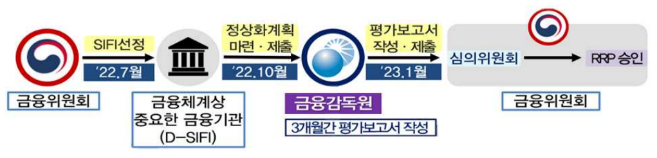 SIFI선정
'22.7월
금융위원회
금융체계상
중요한 금융기관
(D-SIFI)
정상화계획
마련·제출
'22.10월
금융감독원
3개월간 평가보고서 작성
평가보고서
작성·제출
'23.1월
심의위원회
RRP 승인
금융위원회